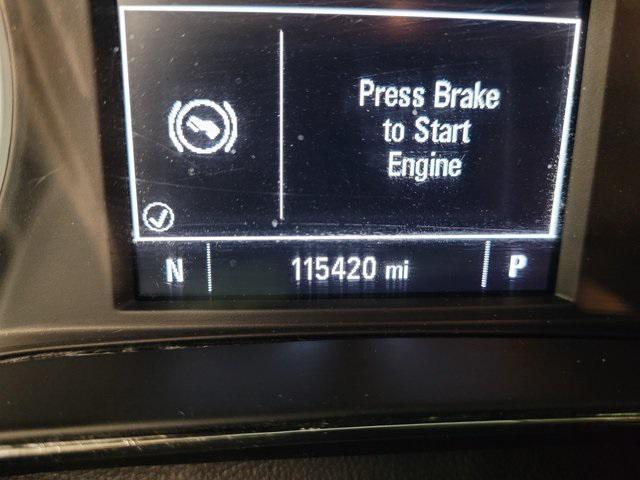 Press Brake
to Start
Engine
N 115420 mi P